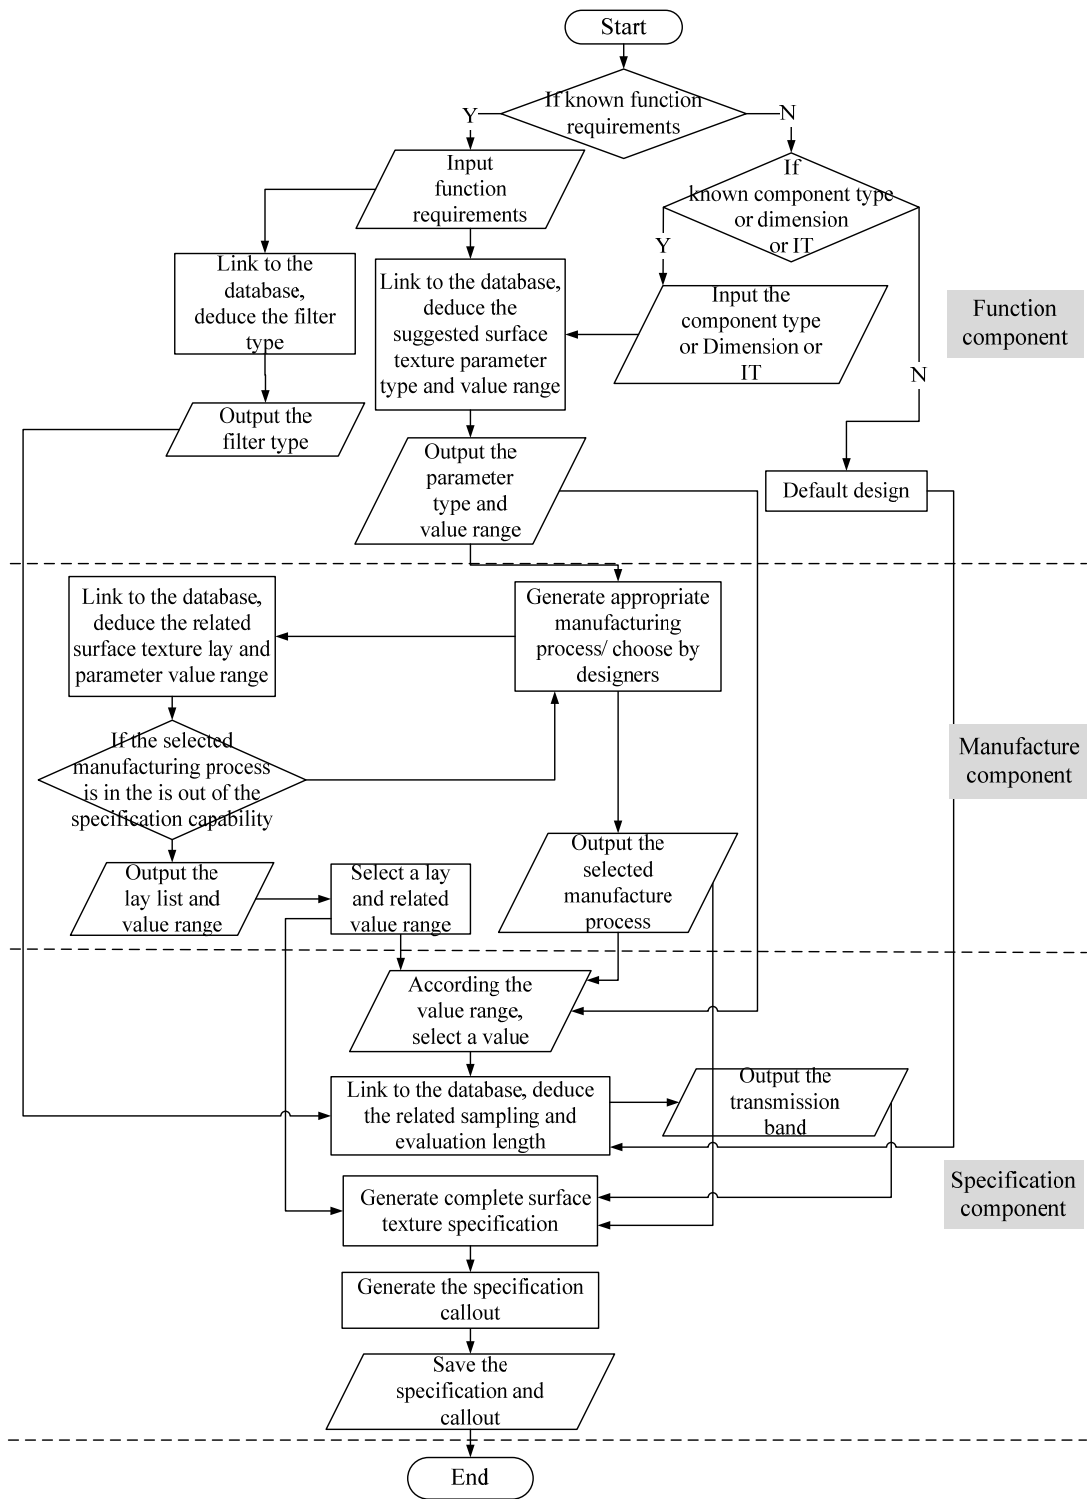 Start
If known function
requirements
Y
N
Input
function
requirements
If
known component type
or dimension
or IT
Y
N
Link to the
database,
deduce the filter
type
Link to the database,
deduce the
suggested surface
texture parameter
type and value range
Input the
component type
or Dimension or
IT
Function
component
Output the
filter type
Output the
parameter
type and
value range
Default design
Link to the database,
deduce the related
surface texture lay and
parameter value range
Generate appropriate
manufacturing
process/ choose by
designers
If the selected
manufacturing process
is in the is out of the
specification capability
Manufacture
component
Output the
lay list and
value range
Select a lay
and related
value range
Output the
selected
manufacture
process
According the
value range,
select a value
Link to the database, deduce
the related sampling and
evaluation length
Output the
transmission
band
Generate complete surface
texture specification
Specification
component
Generate the specification
callout
Save the
specification and
callout
End